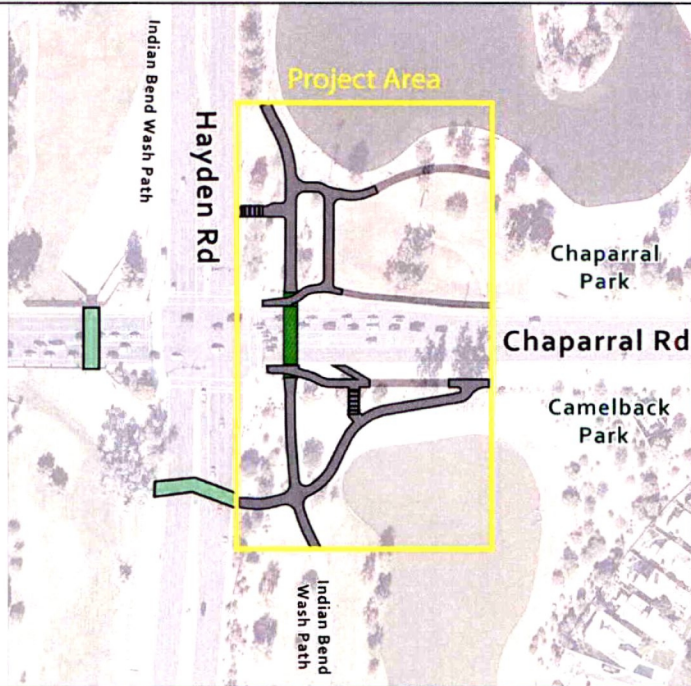 Project Area
Indian Bend Wash Path
Hayden Rd
Chaparral
Park
Chaparral Rd
Camelback
Park
Indian Bend
Wash Path